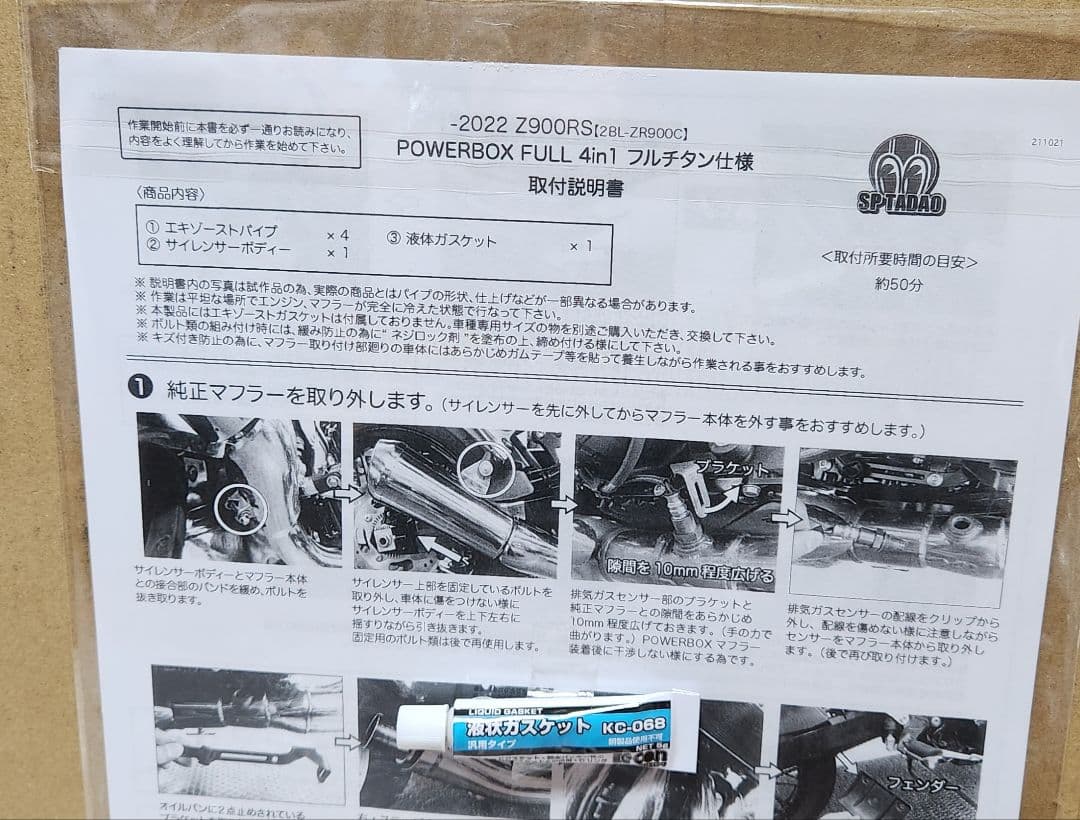 作業開始前に本書を必ず一通りお読みになり、
内容をよく理解してから作業を始めて下さい。
-2022 Z900RS【2BL-ZR900C】
POWERBOX FULL 4in1 フルチタン仕様
取付説明書
211021
SP TADAO
〈商品内容〉
① エキゾーストパイプ ×4 ③ 液体ガスケット ×1
② サイレンサーボディー ×1
＜取付所要時間の目安＞
約50分
※ 説明書内の写真は試作品の為、実際の商品とはパイプの形状、仕上げなどが一部異なる場合があります。
※ 作業は平坦な場所でエンジン、マフラーが完全に冷えた状態で行なって下さい。
※ 本製品にはエキゾーストガスケットは付属しておりません。車種専用サイズの物を別途ご購入いただき、交換して下さい。
※ ボルト類の組み付け時には、緩み防止の為に“ ネジロック剤 ”を塗布の上、締め付ける様にして下さい。
※ キズ付き防止の為に、マフラー取り付け部廻りの車体にはあらかじめガムテープ等を貼って養生しながら作業される事をおすすめします。
❶ 純正マフラーを取り外します。（サイレンサーを先に外してからマフラー本体を外す事をおすすめします。）
ブラケット
隙間を10mm程度広げる
サイレンサーボディーとマフラー本体
との接合部のバンドを緩め、ボルトを
抜き取ります。
サイレンサー上部を固定しているボルトを
取り外し、車体に傷をつけない様に
サイレンサーボディーを上下左右に
揺すりながら引き抜きます。
固定用のボルト類は後で再使用します。
排気ガスセンサー部のブラケットと
純正マフラーとの隙間をあらかじめ
10mm程度広げておきます。（手の力で
曲がります。）POWERBOXマフラー
装着後に干渉しない様にする為です。
排気ガスセンサーの配線をクリップから
外し、配線を傷めない様に注意しながら
センサーをマフラー本体から取り外し
ます。（後で再び取り付けます。）
LIQUID GASKET
液状ガスケット KC-068
汎用タイプ
NET 5g
フェンダー
オイルパンに2点止めされている